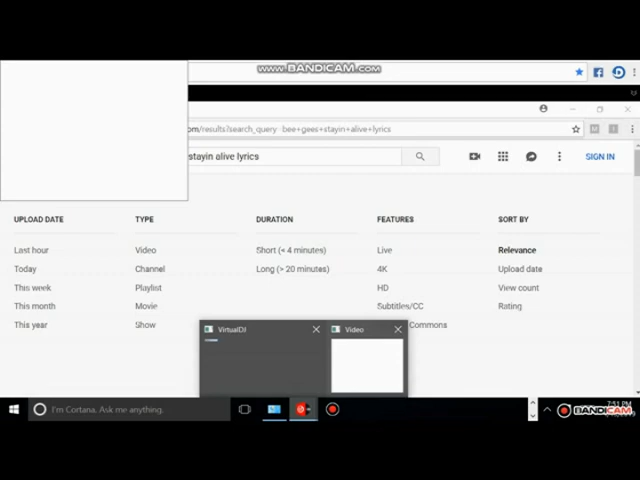 www.BANDICAM.com
om/results?search_query=bee+gees+stayin+alive+lyrics
stayin alive lyrics
SIGN IN
UPLOAD DATE TYPE DURATION FEATURES SORT BY
Last hour Video Short (< 4 minutes) Live Relevance
Today Channel Long (> 20 minutes) 4K Upload date
This week Playlist HD View count
This month Movie Subtitles/CC Rating
This year Show Commons
VirtualDJ Video
I'm Cortana. Ask me anything.
7:51 PM
BANDICAM